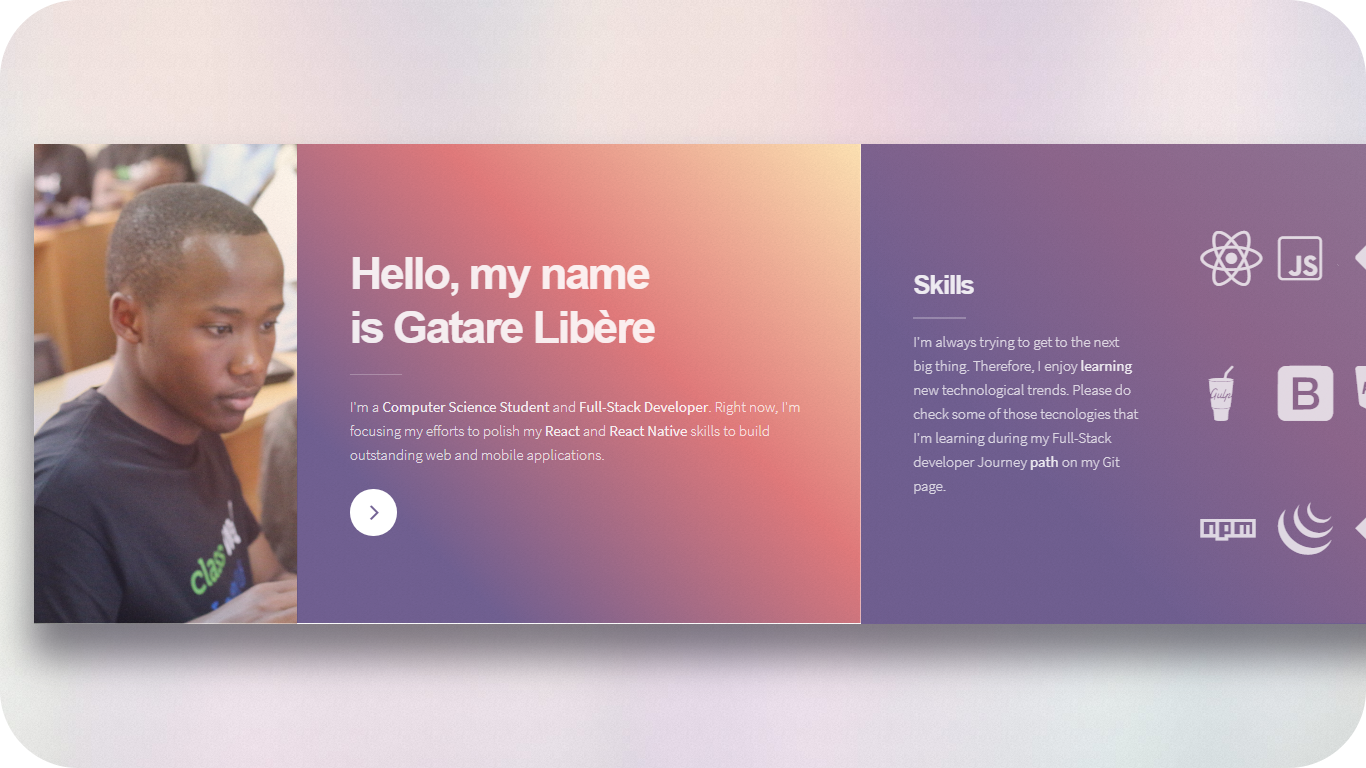 Hello, my name
is Gatare Libère
I'm a Computer Science Student and Full-Stack Developer. Right now, I'm
focusing my efforts to polish my React and React Native skills to build
outstanding web and mobile applications.
Skills
I'm always trying to get to the next
big thing. Therefore, I enjoy learning
new technological trends. Please do
check some of those tecnologies that
I'm learning during my Full-Stack
developer Journey path on my Git
page.
JS
Gulp
B
npm
class